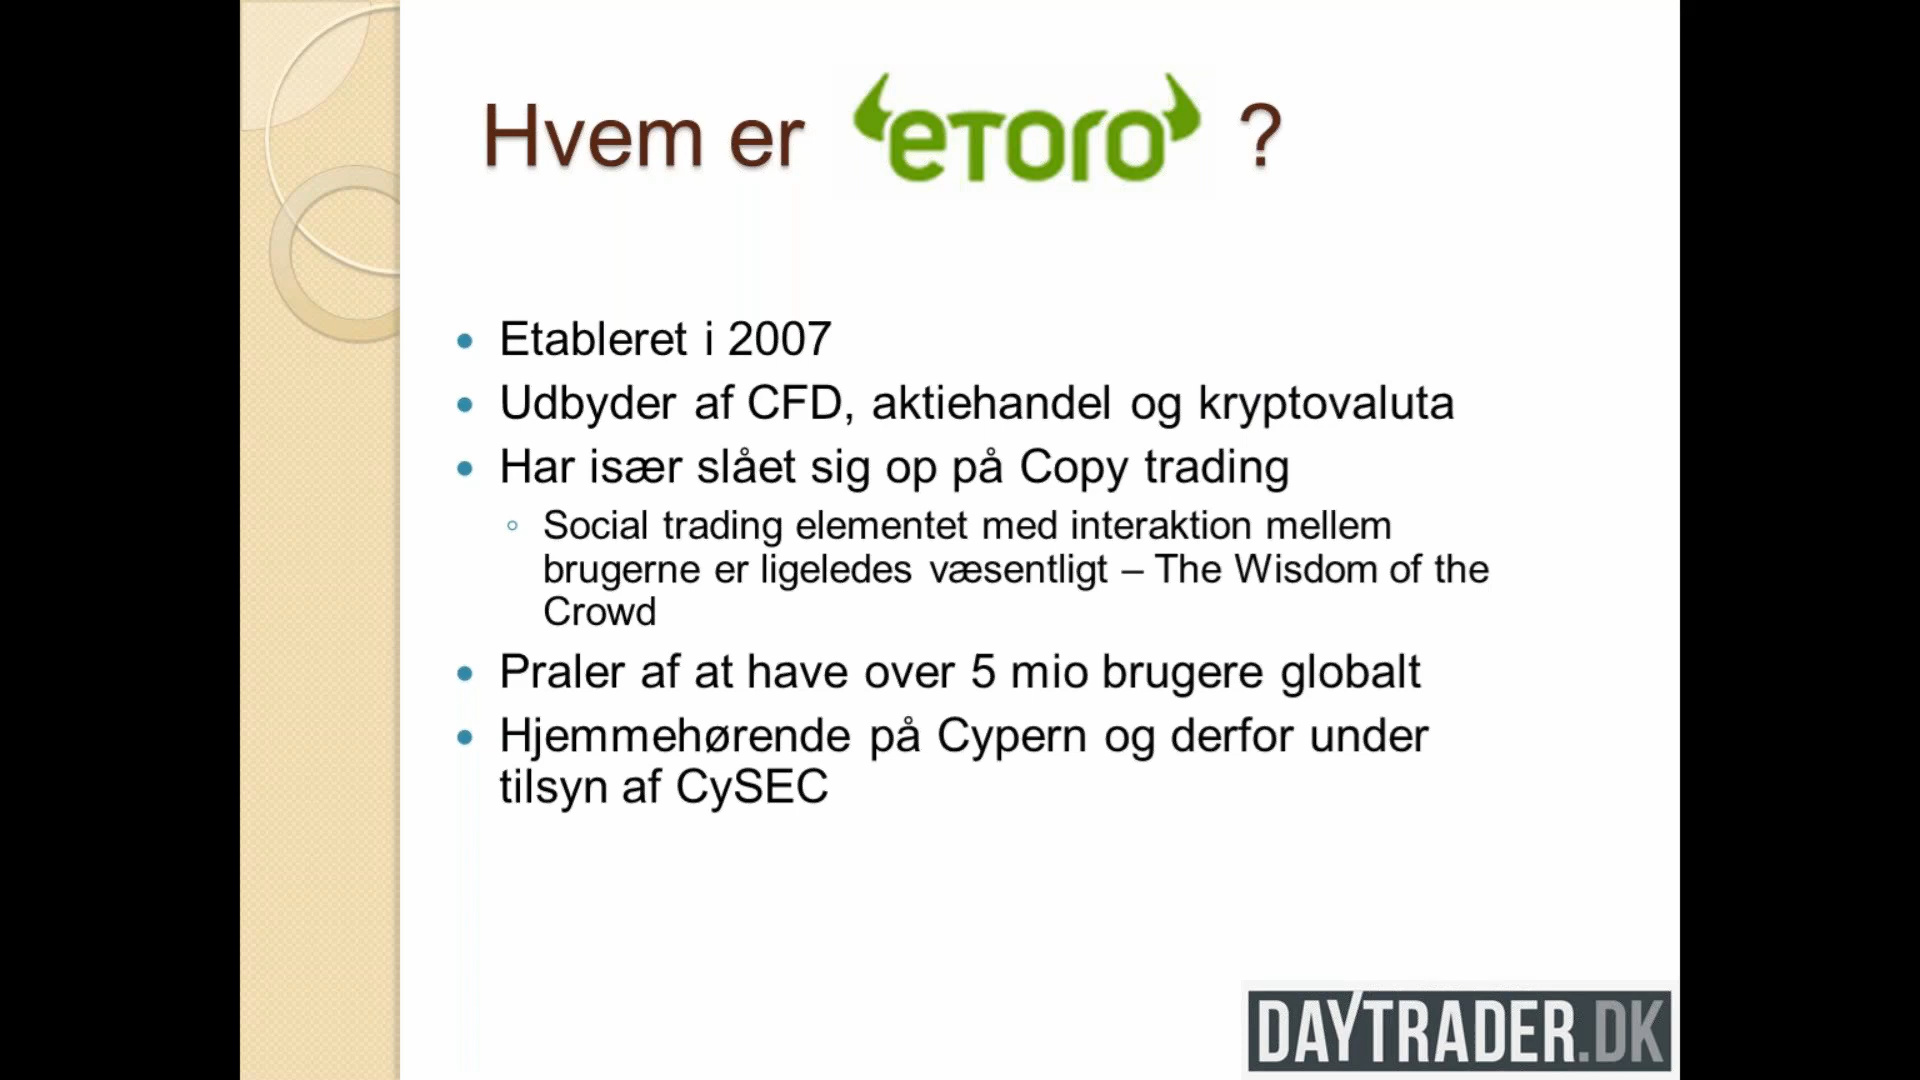 Hvem er eToro ?
Etableret i 2007
Udbyder af CFD, aktiehandel og kryptovaluta
Har især slået sig op på Copy trading
Social trading elementet med interaktion mellem
brugerne er ligeledes væsentligt – The Wisdom of the
Crowd
Praler af at have over 5 mio brugere globalt
Hjemmehørende på Cypern og derfor under
tilsyn af CySEC
DAYTRADER.DK